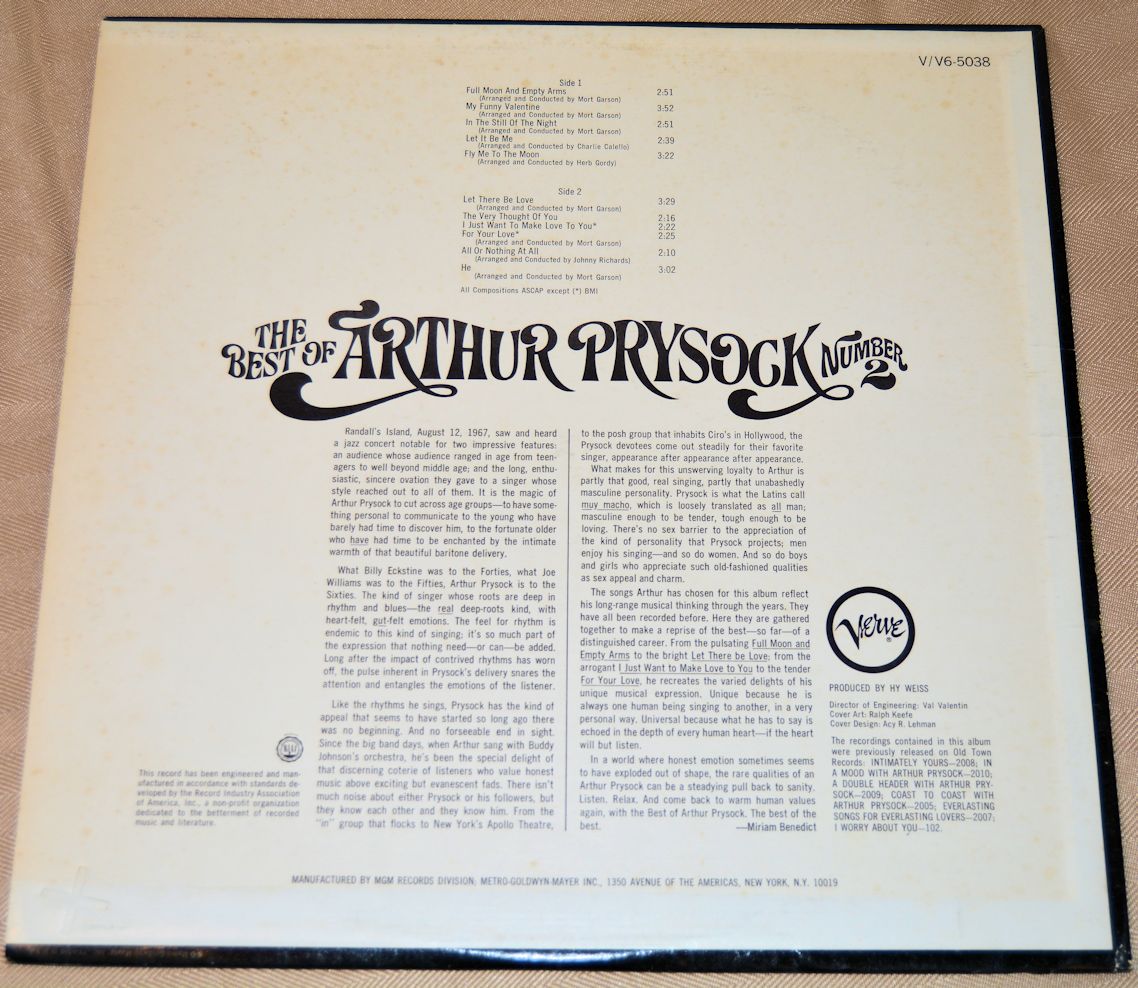 V/V6-5038
Side 1
Full Moon And Empty Arms 2:51
(Arranged and Conducted by Mort Garson)
My Funny Valentine 3:52
(Arranged and Conducted by Mort Garson)
In The Still Of The Night 2:51
(Arranged and Conducted by Mort Garson)
Let It Be Me 2:39
(Arranged and Conducted by Charlie Calello)
Fly Me To The Moon 3:22
(Arranged and Conducted by Herb Gordy)
Side 2
Let There Be Love 3:29
(Arranged and Conducted by Mort Garson)
The Very Thought Of You 2:16
I Just Want To Make Love To You* 2:22
For Your Love* 2:25
(Arranged and Conducted by Mort Garson)
All Or Nothing At All 2:10
(Arranged and Conducted by Johnny Richards)
He 3:02
(Arranged and Conducted by Mort Garson)
All Compositions ASCAP except (*) BMI
THE BEST OF ARTHUR PRYSOCK NUMBER 2
Randall's Island, August 12, 1967, saw and heard
a jazz concert notable for two impressive features:
an audience whose audience ranged in age from teen-
agers to well beyond middle age; and the long, enthu-
siastic, sincere ovation they gave to a singer whose
style reached out to all of them. It is the magic of
Arthur Prysock to cut across age groups—to have some-
thing personal to communicate to the young who have
barely had time to discover him, to the fortunate older
who have had time to be enchanted by the intimate
warmth of that beautiful baritone delivery.
What Billy Eckstine was to the Forties, what Joe
Williams was to the Fifties, Arthur Prysock is to the
Sixties. The kind of singer whose roots are deep in
rhythm and blues—the real deep-roots kind, with
heart-felt, gut-felt emotions. The feel for rhythm is
endemic to this kind of singing; it's so much part of
the expression that nothing need—or can—be added.
Long after the impact of contrived rhythms has worn
off, the pulse inherent in Prysock's delivery snares the
attention and entangles the emotions of the listener.
Like the rhythms he sings, Prysock has the kind of
appeal that seems to have started so long ago there
was no beginning. And no forseeable end in sight.
Since the big band days, when Arthur sang with Buddy
Johnson's orchestra, he's been the special delight of
that discerning coterie of listeners who value honest
music above exciting but evanescent fads. There isn't
much noise about either Prysock or his followers, but
they know each other and they know him. From the
"in" group that flocks to New York's Apollo Theatre,
to the posh group that inhabits Ciro's in Hollywood, the
Prysock devotees come out steadily for their favorite
singer, appearance after appearance after appearance.
What makes for this unswerving loyalty to Arthur is
partly that good, real singing, partly that unabashedly
masculine personality. Prysock is what the Latins call
muy macho, which is loosely translated as all man;
masculine enough to be tender, tough enough to be
loving. There's no sex barrier to the appreciation of
the kind of personality that Prysock projects; men
enjoy his singing—and so do women. And so do boys
and girls who appreciate such old-fashioned qualities
as sex appeal and charm.
The songs Arthur has chosen for this album reflect
his long-range musical thinking through the years. They
have all been recorded before. Here they are gathered
together to make a reprise of the best—so far—of a
distinguished career. From the pulsating Full Moon and
Empty Arms to the bright Let There be Love; from the
arrogant I Just Want to Make Love to You to the tender
For Your Love, he recreates the varied delights of his
unique musical expression. Unique because he is
always one human being singing to another, in a very
personal way. Universal because what he has to say is
echoed in the depth of every human heart—if the heart
will but listen.
In a world where honest emotion sometimes seems
to have exploded out of shape, the rare qualities of an
Arthur Prysock can be a steadying pull back to sanity.
Listen. Relax. And come back to warm human values
again, with the Best of Arthur Prysock. The best of the
best. —Miriam Benedict
Verve ®
PRODUCED BY HY WEISS
Director of Engineering: Val Valentin
Cover Art: Ralph Keefe
Cover Design: Acy R. Lehman
The recordings contained in this album
were previously released on Old Town
Records: INTIMATELY YOURS—2008; IN
A MOOD WITH ARTHUR PRYSOCK—2010;
A DOUBLE HEADER WITH ARTHUR PRY-
SOCK—2009; COAST TO COAST WITH
ARTHUR PRYSOCK—2005; EVERLASTING
SONGS FOR EVERLASTING LOVERS—2007;
I WORRY ABOUT YOU—102.
This record has been engineered and man-
ufactured in accordance with standards de-
veloped by the Record Industry Association
of America, Inc., a non-profit organization
dedicated to the betterment of recorded
music and literature.
MANUFACTURED BY MGM RECORDS DIVISION, METRO-GOLDWYN-MAYER INC., 1350 AVENUE OF THE AMERICAS, NEW YORK, N.Y. 10019